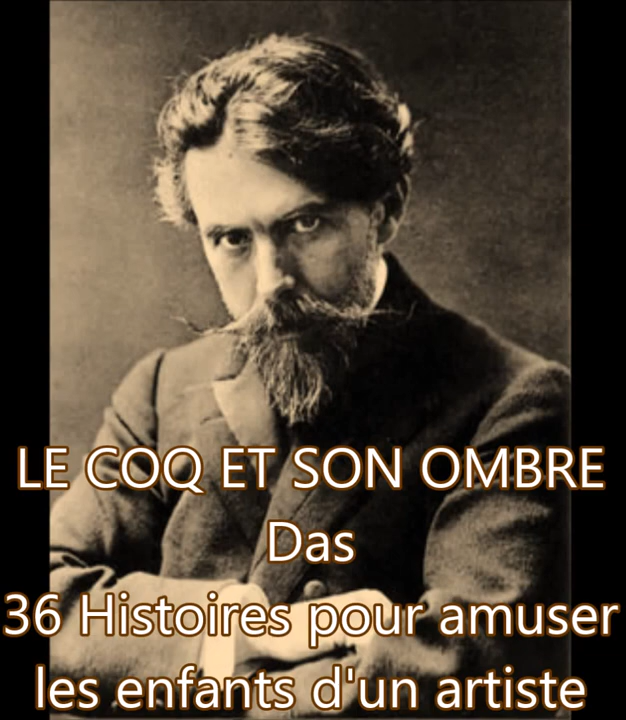 LE COQ ET SON OMBRE
Das
36 Histoires pour amuser
les enfants d'un artiste